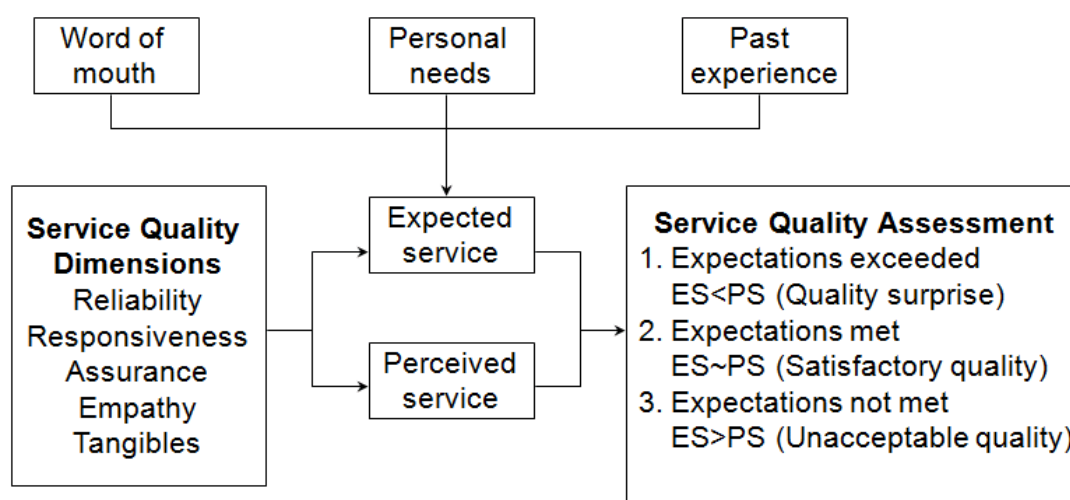 Word of
mouth
Personal
needs
Past
experience
Service Quality
Dimensions
Reliability
Responsiveness
Assurance
Empathy
Tangibles
Expected
service
Perceived
service
Service Quality Assessment
1. Expectations exceeded
ES<PS (Quality surprise)
2. Expectations met
ES~PS (Satisfactory quality)
3. Expectations not met
ES>PS (Unacceptable quality)